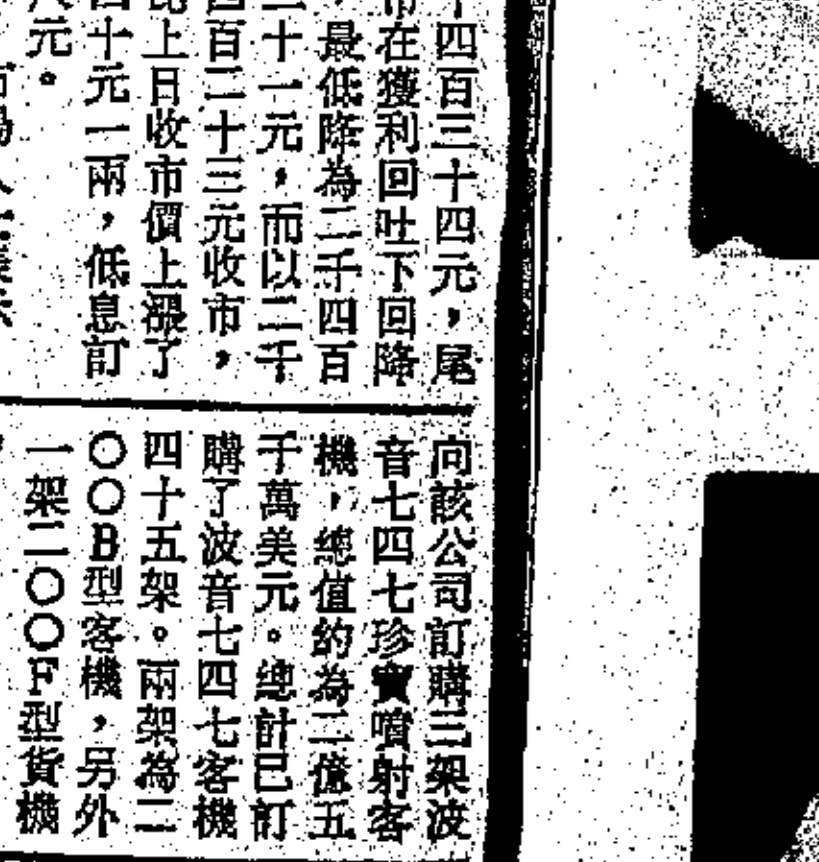 十四百三十四元，尾
市在獲利回吐下回降
，最低降為二千四百
二十一元，而以二千
四百二十三元收市，
比上日收市價上漲了
四十元一兩，低息訂
八元。
向該公司訂購三架波
音七四七珍寶噴射客
機，總值約為二億五
千萬美元。總計已訂
購了波音七四七客機
四十五架。兩架為二
〇〇B型客機，另外
一架二〇〇F型貨機